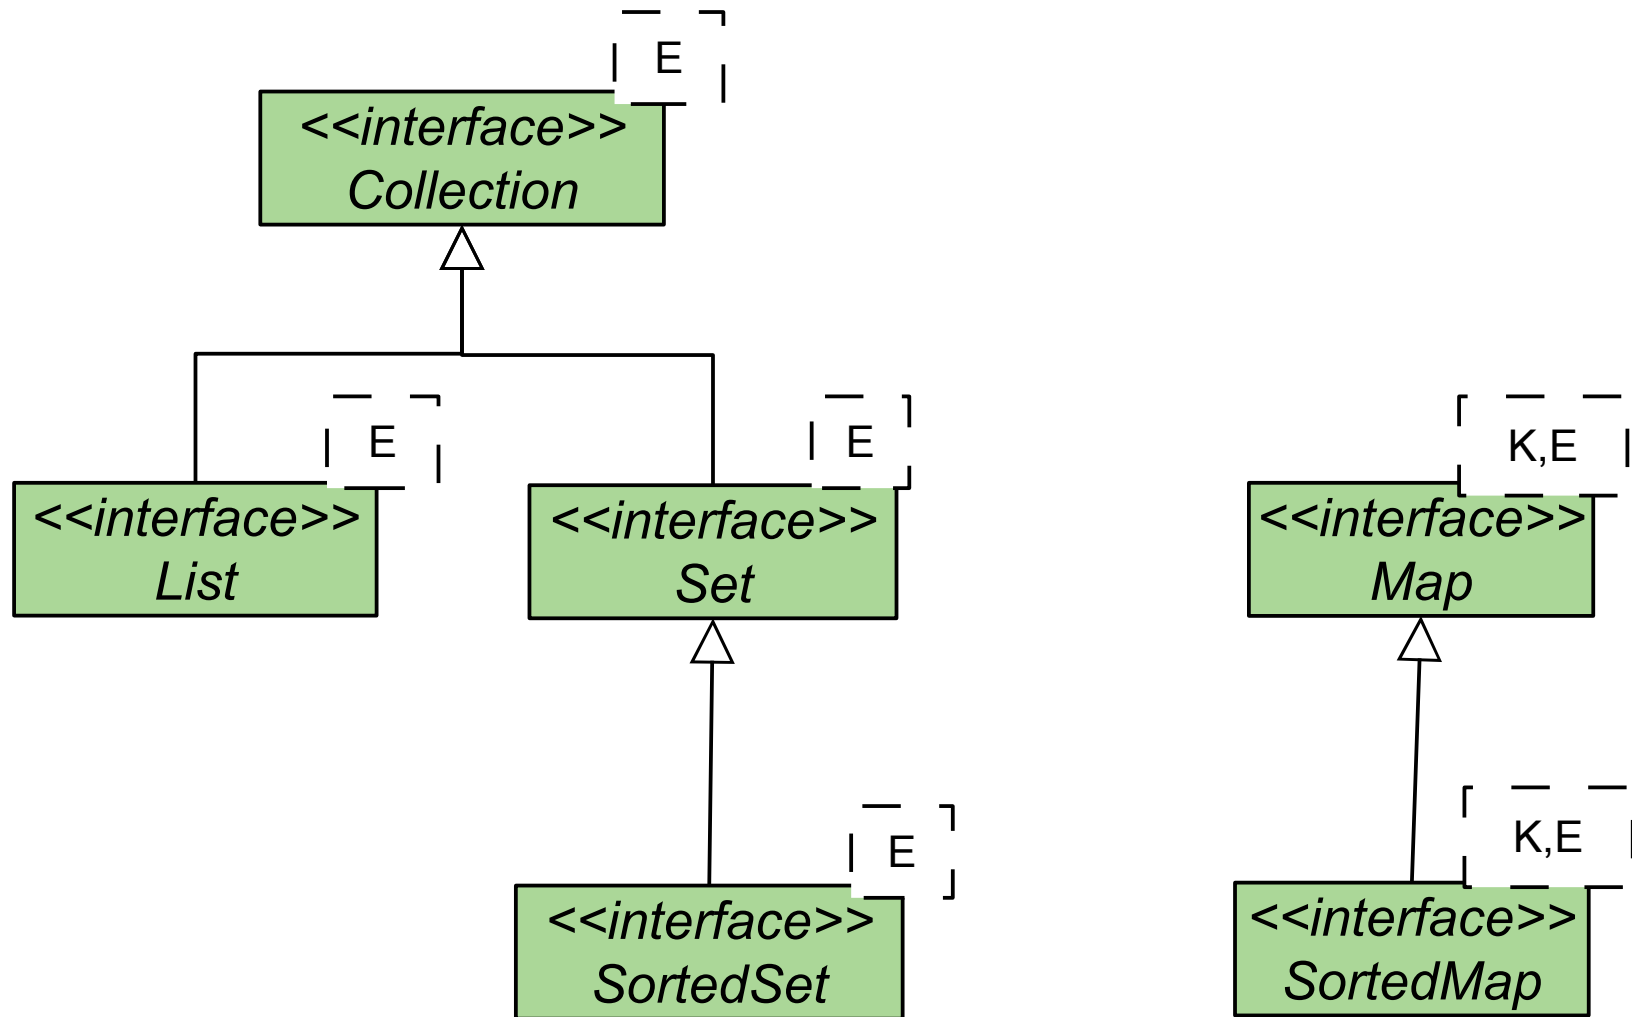 E
<<interface>>
Collection
E
<<interface>>
List
E
<<interface>>
Set
K,E
<<interface>>
Map
E
<<interface>>
SortedSet
K,E
<<interface>>
SortedMap